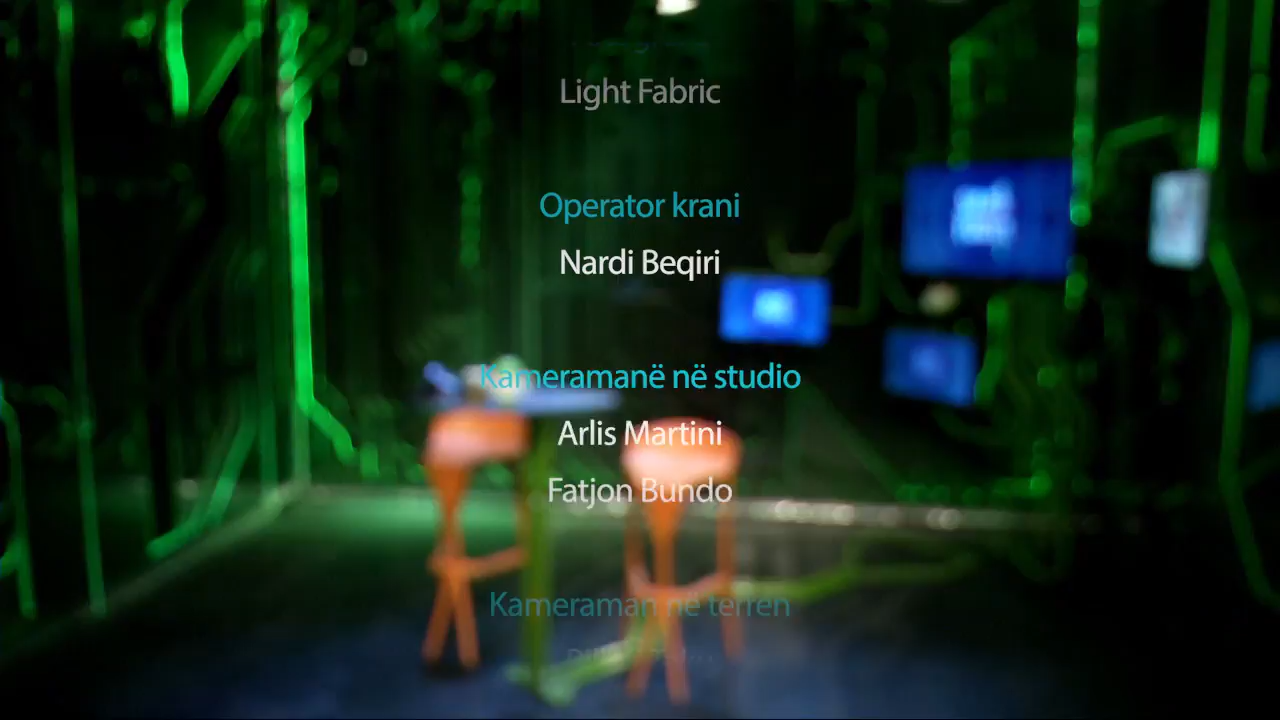 Light Fabric
Operator krani
Nardi Beqiri
Kameramanë në studio
Arlis Martini
Fatjon Bundo
Kameraman në terren